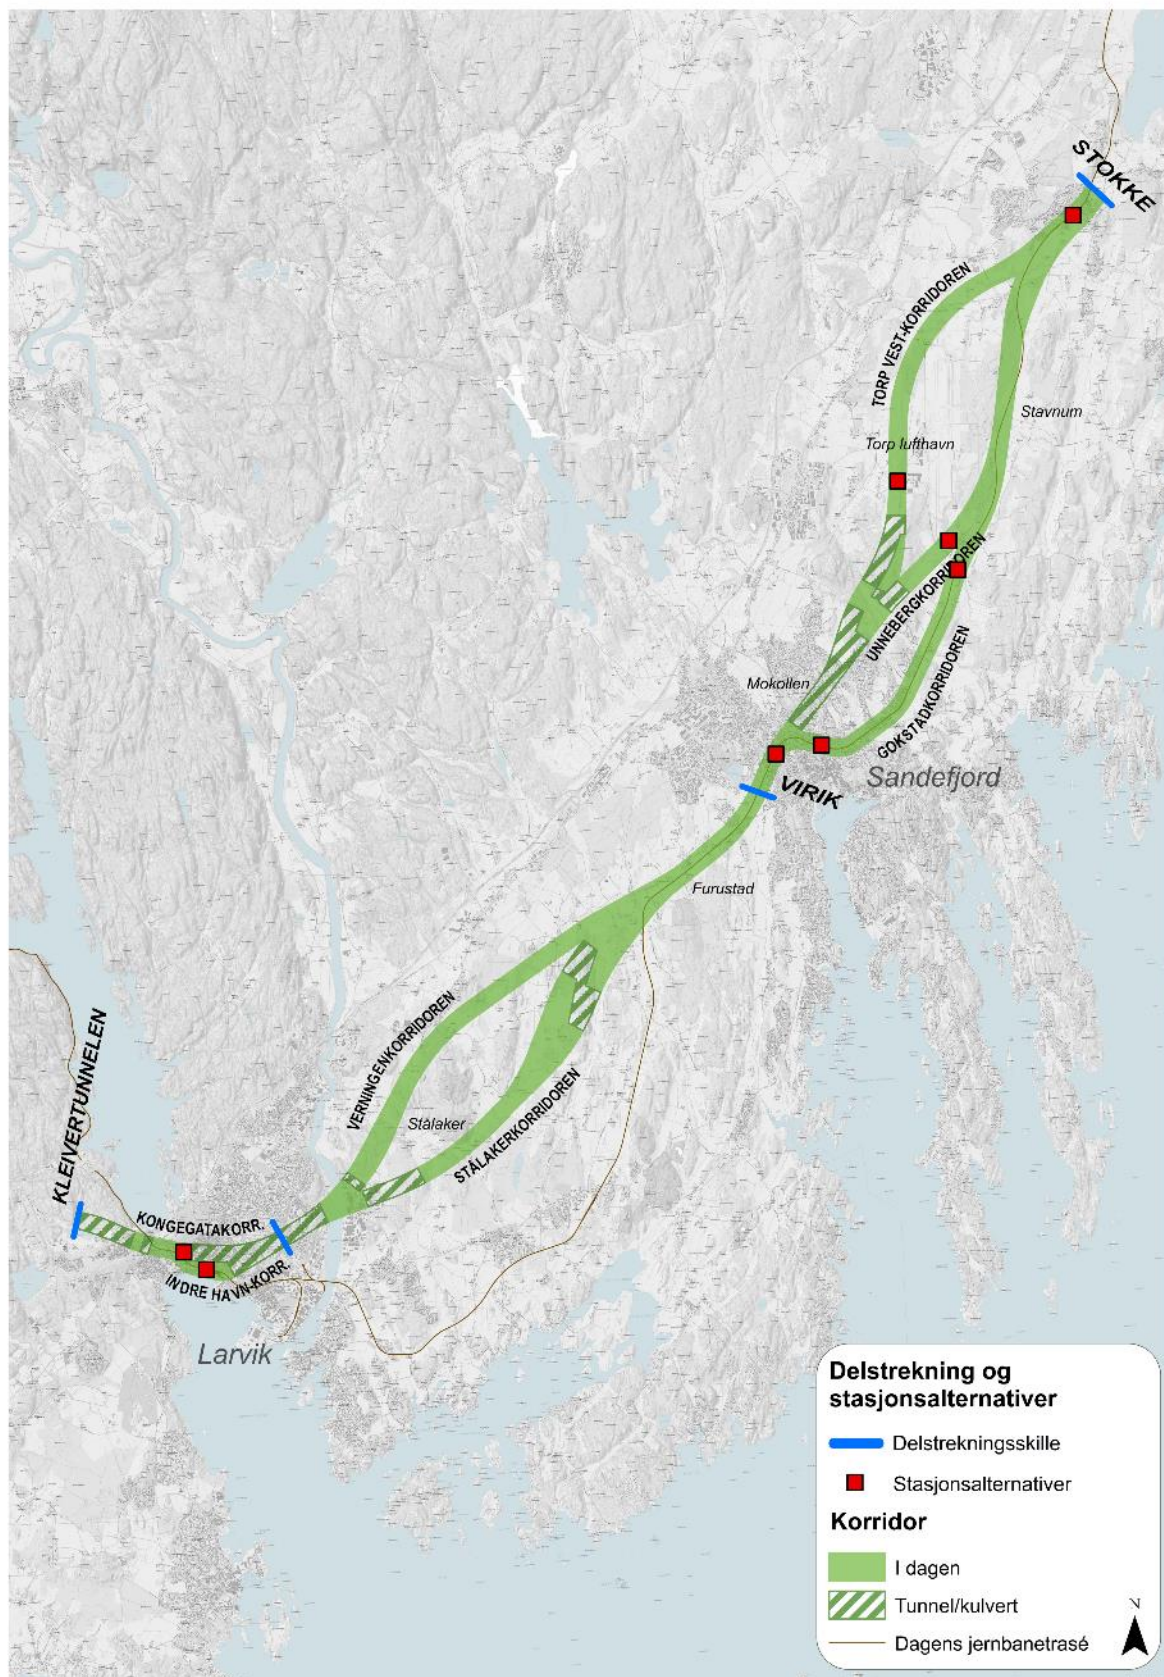 STOKKE
TORP VEST-KORRIDOREN
Stavnum
Torp lufthavn
UNNEBERGKORRIDOREN
GOKSTADKORRIDOREN
Mokollen
Sandefjord
VIRIK
Furustad
VERNINGENKORRIDOREN
Stålaker
STÅLAKERKORRIDOREN
KLEIVERTUNNELEN
KONGEGATAKORR.
INDRE HAVN-KORR.
Larvik
Delstrekning og
stasjonsalternativer
Delstrekningsskille
Stasjonsalternativer
Korridor
I dagen
Tunnel/kulvert
Dagens jernbanetrasé
N